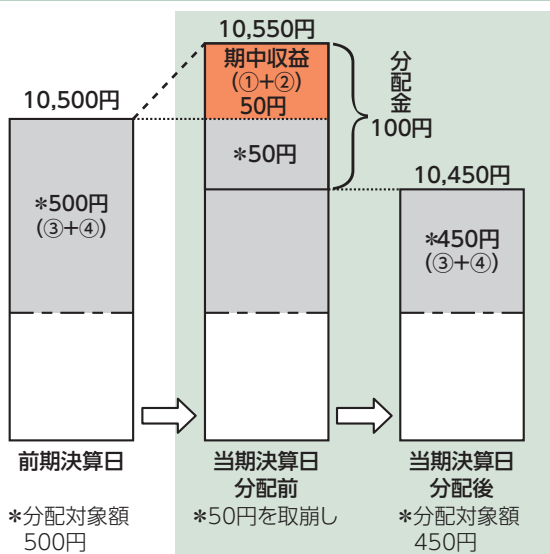 10,550円
期中収益
(①+②)
50円
分配金
100円
10,500円
*50円
10,450円
*500円
(③+④)
*450円
(③+④)
前期決算日
当期決算日
分配前
当期決算日
分配後
*分配対象額
500円
*50円を取崩し
*分配対象額
450円